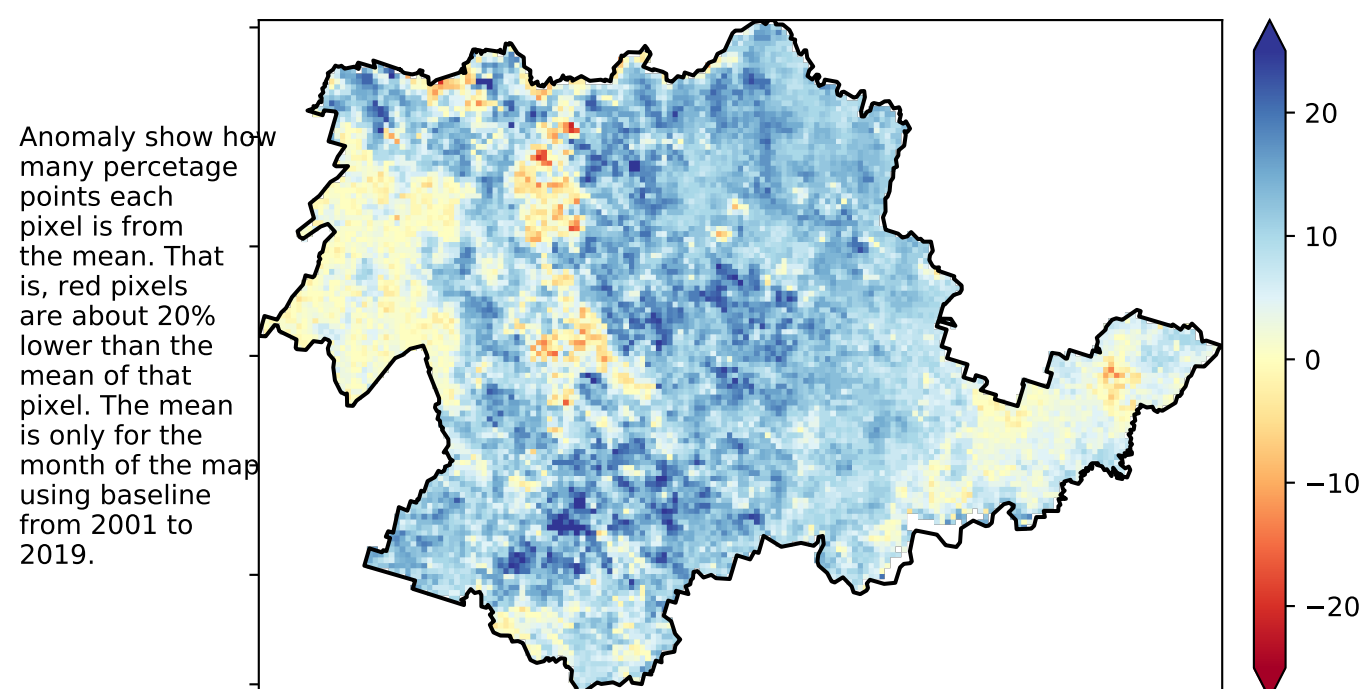 Anomaly show how
many percetage
points each
pixel is from
the mean. That
is, red pixels
are about 20%
lower than the
mean of that
pixel. The mean
is only for the
month of the map
using baseline
from 2001 to
2019.
20
10
0
−10
−20